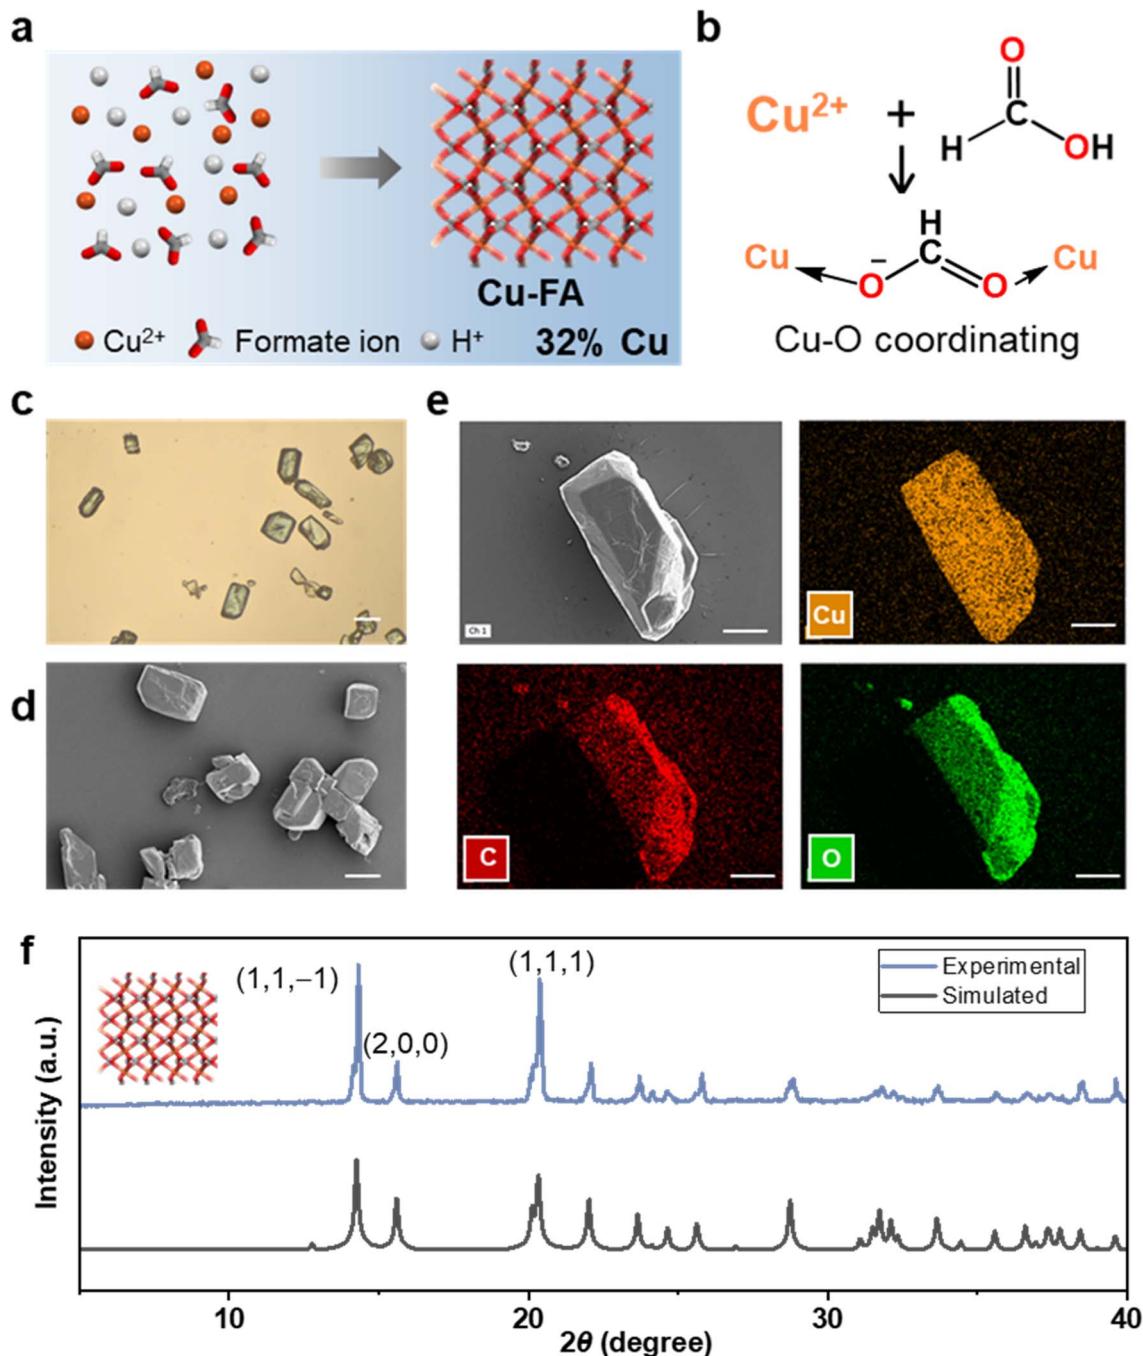 a
Cu-FA
Cu²⁺ Formate ion H⁺ 32% Cu
b
O
Cu²⁺ + C
H OH
H
Cu – C Cu
O O
Cu-O coordinating
c
d
e
Ch 1
Cu
C
O
f
(1,1,−1)
(2,0,0)
(1,1,1)
Experimental
Simulated
Intensity (a.u.)
10 20 30 40
2θ (degree)